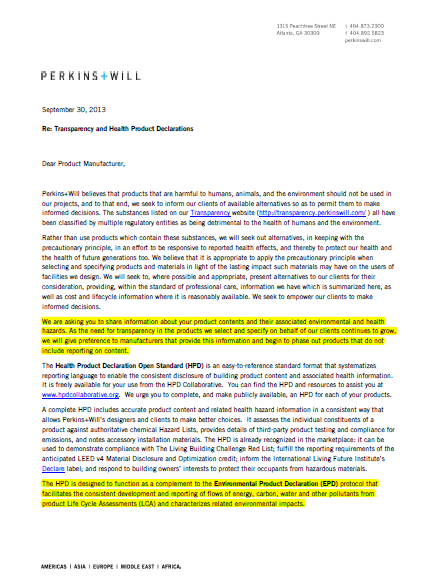 1315 Peachtree Street NE
Atlanta, GA 30309
t 404.873.2300
f 404.892.5823
perkinswill.com
PERKINS+WILL
September 30, 2013
Re: Transparency and Health Product Declarations
Dear Product Manufacturer,
Perkins+Will believes that products that are harmful to humans, animals, and the environment should not be used in
our projects, and to that end, we seek to inform our clients of available alternatives so as to permit them to make
informed decisions. The substances listed on our Transparency website (http://transparency.perkinswill.com/ ) all have
been classified by multiple regulatory entities as being detrimental to the health of humans and the environment.
Rather than use products which contain these substances, we will seek out alternatives, in keeping with the
precautionary principle, in an effort to be responsive to reported health effects, and thereby to protect our health and
the health of future generations too. We believe that it is appropriate to apply the precautionary principle when
selecting and specifying products and materials in light of the lasting impact such materials may have on the users of
facilities we design. We will seek to, where possible and appropriate, present alternatives to our clients for their
consideration, providing, within the standard of professional care, information we have which is summarized here, as
well as cost and lifecycle information where it is reasonably available. We seek to empower our clients to make
informed decisions.
We are asking you to share information about your product contents and their associated environmental and health
hazards. As the need for transparency in the products we select and specify on behalf of our clients continues to grow,
we will give preference to manufacturers that provide this information and begin to phase out products that do not
include reporting on content.
The Health Product Declaration Open Standard (HPD) is an easy-to-reference standard format that systematizes
reporting language to enable the consistent disclosure of building product content and associated health information.
It is freely available for your use from the HPD Collaborative. You can find the HPD and resources to assist you at
www.hpdcollaborative.org. We urge you to complete, and make publicly available, an HPD for each of your products.
A complete HPD includes accurate product content and related health information in a consistent way that
allows Perkins+Will's designers and clients to make better choices. It assesses the individual constituents of a
product against authoritative chemical Hazard Lists, provides details of third-party product testing and compliance for
emissions, and notes accessory installation materials. The HPD is already recognized in the marketplace: it can be
used to demonstrate compliance with The Living Building Challenge Red List; fulfill the reporting requirements of the
anticipated LEED v4 Material Disclosure and Optimization credit; inform the International Living Future Institute's
Declare label; and respond to building owners' interests to protect their occupants from hazardous materials.
The HPD is designed to function as a complement to the Environmental Product Declaration (EPD) protocol that
facilitates the consistent development and reporting of flows of energy, carbon, water and other pollutants from
product Life Cycle Assessments (LCA) and characterizes related environmental impacts.
AMERICAS | ASIA | EUROPE | MIDDLE EAST | AFRICA